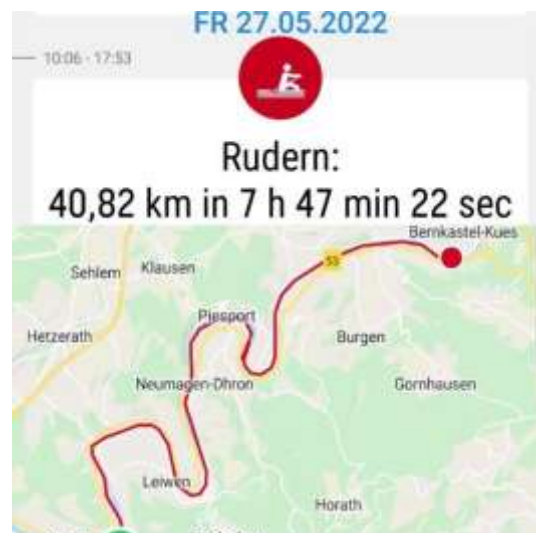 FR 27.05.2022
10:06 - 17:53
Rudern:
40,82 km in 7 h 47 min 22 sec
Bernkastel-Kues
Sehlem
Klausen
53
Piesport
Hetzerath
Burgen
Neumagen-Dhron
Gornhausen
Leiwen
Horath